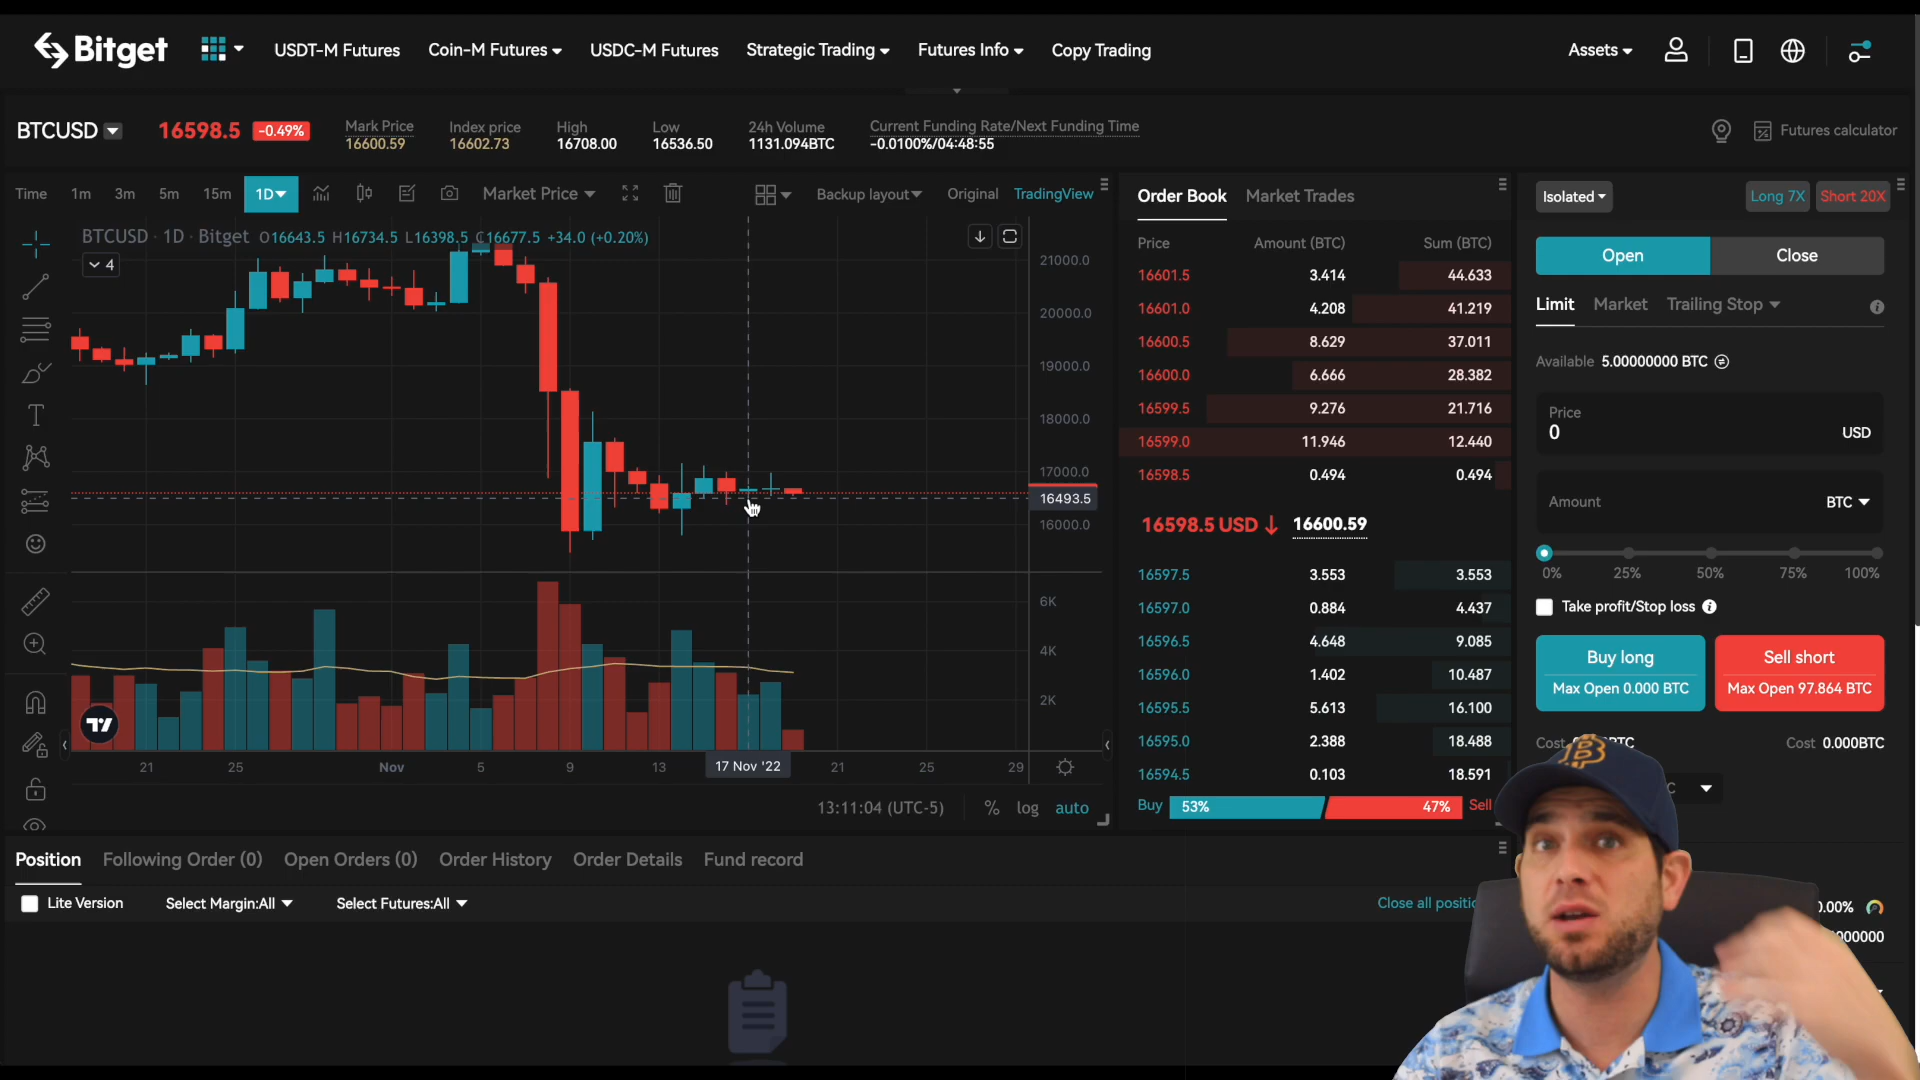 Bitget USDT-M Futures Coin-M Futures USDC-M Futures Strategic Trading Futures Info Copy Trading Assets
BTCUSD 16598.5 -0.49% Mark Price 16600.59 Index price 16602.73 High 16708.00 Low 16536.50 24h Volume 1131.094BTC Current Funding Rate/Next Funding Time -0.0100%/04:48:55 Futures calculator
Time 1m 3m 5m 15m 1D Market Price Backup layout Original TradingView
BTCUSD · 1D · Bitget O16643.5 H16734.5 L16398.5 C16677.5 +34.0 (+0.20%)
4
21000.0
20000.0
19000.0
18000.0
17000.0
16493.5
16000.0
6K
4K
2K
21 25 Nov 5 9 13 17 Nov '22 21 25 29
13:11:04 (UTC-5) % log auto
Order Book Market Trades
Price Amount (BTC) Sum (BTC)
16601.5 3.414 44.633
16601.0 4.208 41.219
16600.5 8.629 37.011
16600.0 6.666 28.382
16599.5 9.276 21.716
16599.0 11.946 12.440
16598.5 0.494 0.494
16598.5 USD 16600.59
16597.5 3.553 3.553
16597.0 0.884 4.437
16596.5 4.648 9.085
16596.0 1.402 10.487
16595.5 5.613 16.100
16595.0 2.388 18.488
16594.5 0.103 18.591
Buy 53% 47% Sell
Isolated Long 7X Short 20X
Open Close
Limit Market Trailing Stop
Available 5.00000000 BTC
Price
0 USD
Amount BTC
0% 25% 50% 75% 100%
Take profit/Stop loss
Buy long Sell short
Max Open 0.000 BTC Max Open 97.864 BTC
Cost Cost 0.000BTC
Position Following Order (0) Open Orders (0) Order History Order Details Fund record
Lite Version Select Margin:All Select Futures:All Close all